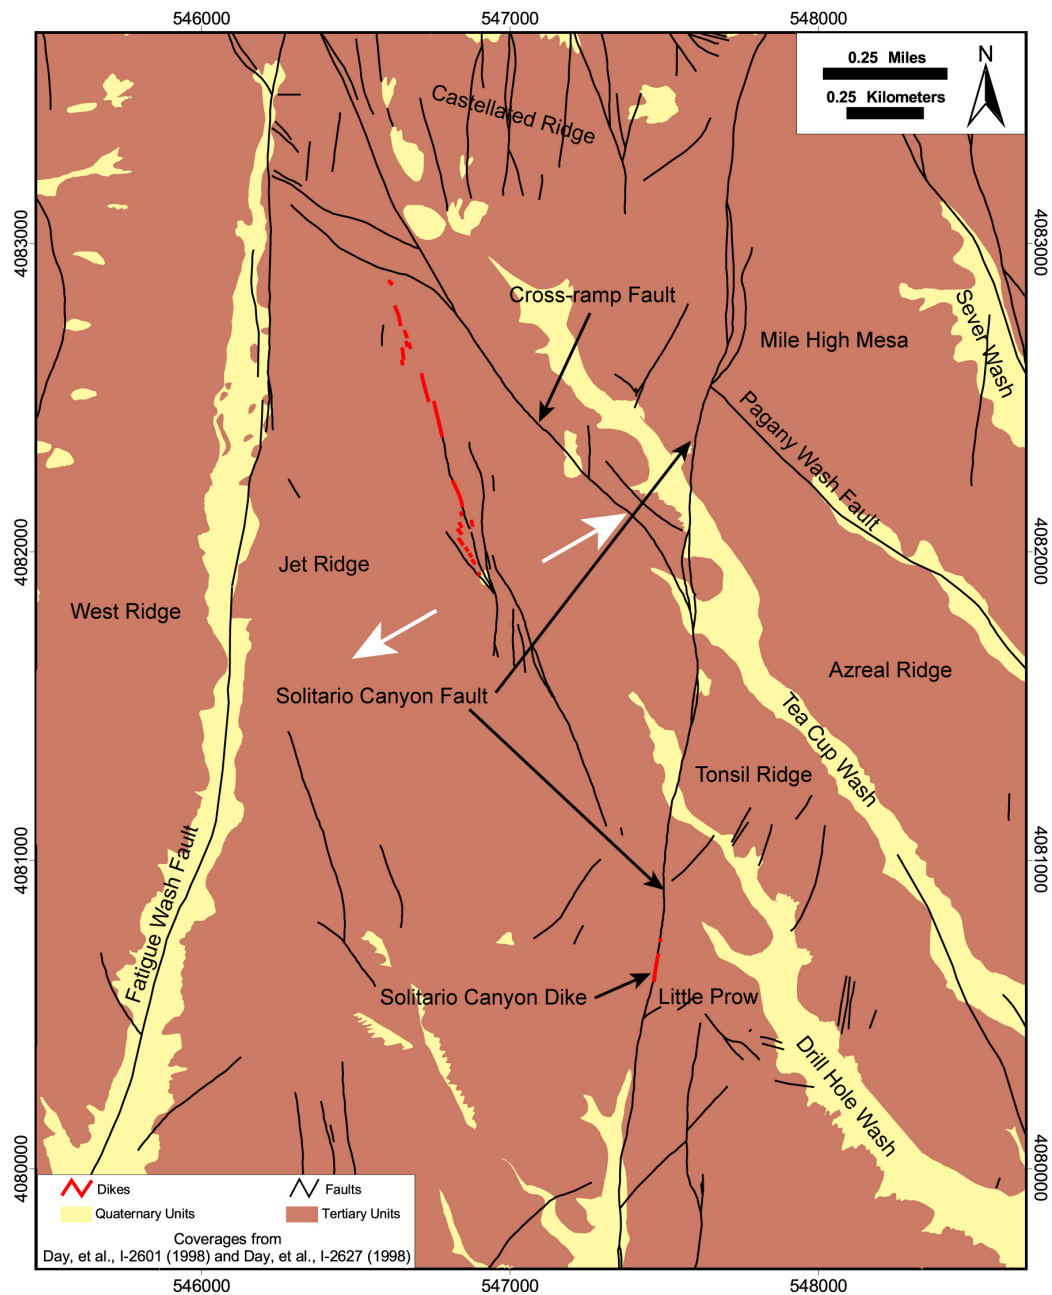 546000
547000
548000
0.25 Miles
0.25 Kilometers
N
Castellated Ridge
4083000
4083000
Cross-ramp Fault
Sever Wash
Mile High Mesa
Pagany Wash Fault
4082000
4082000
Jet Ridge
West Ridge
Azreal Ridge
Solitario Canyon Fault
Tea Cup Wash
Tonsil Ridge
4081000
4081000
Fatigue Wash Fault
Solitario Canyon Dike
Little Prow
Drill Hole Wash
4080000
4080000
Dikes
Faults
Quaternary Units
Tertiary Units
Coverages from
Day, et al., I-2601 (1998) and Day, et al., I-2627 (1998)
546000
547000
548000